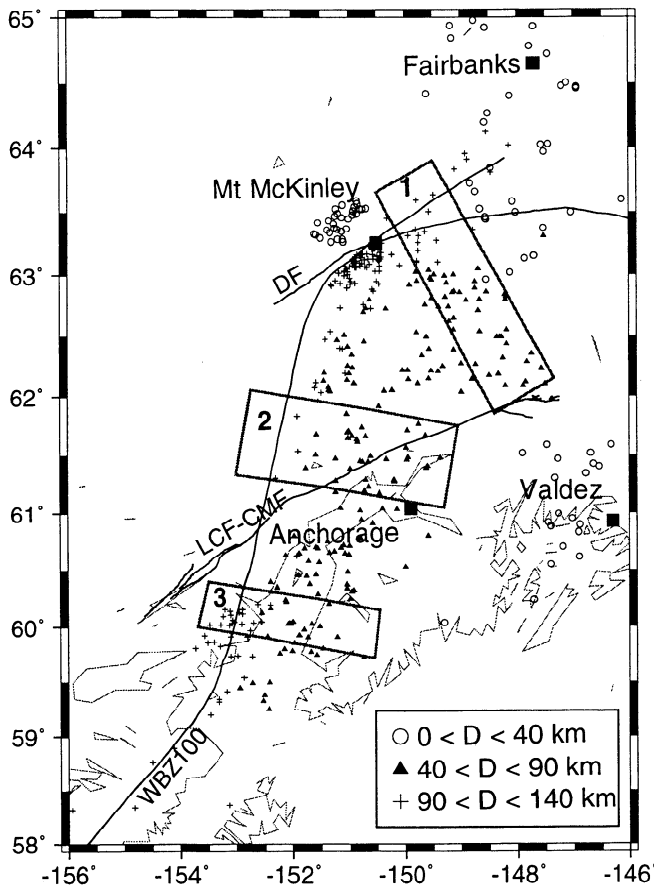 65°
Fairbanks
64°
1
Mt McKinley
63°
DF
62°
2
Valdez
61°
LCF-CMF
Anchorage
3
60°
59°
WBZ100
0 < D < 40 km
40 < D < 90 km
90 < D < 140 km
58°
-156° -154° -152° -150° -148° -146°